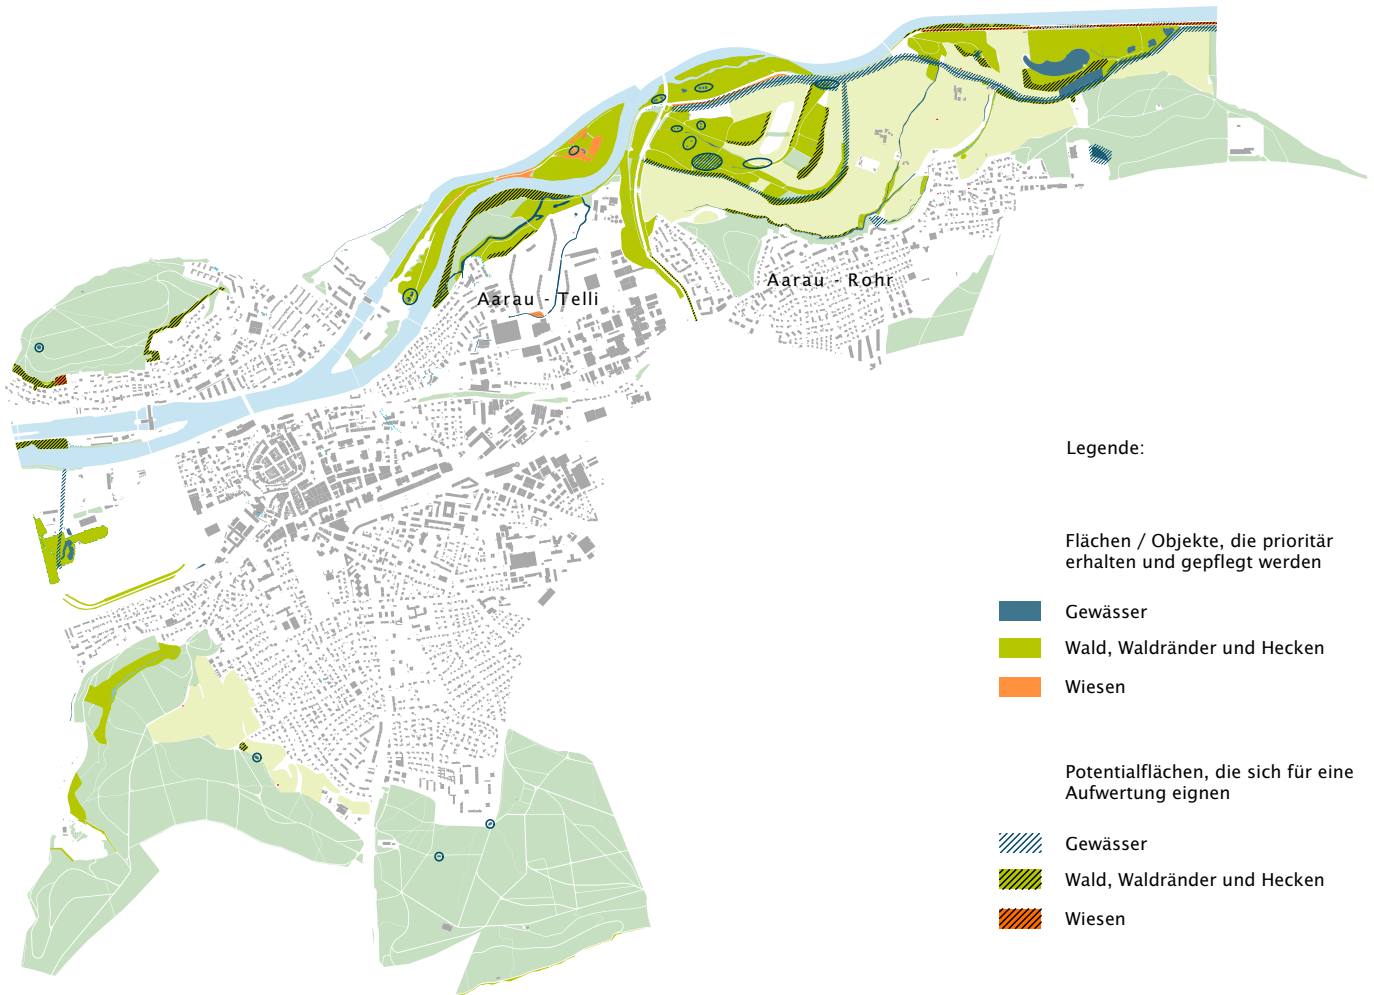 Aarau - Telli
Aarau - Rohr
Legende:
Flächen / Objekte, die prioritär
erhalten und gepflegt werden
Gewässer
Wald, Waldränder und Hecken
Wiesen
Potentialflächen, die sich für eine
Aufwertung eignen
Gewässer
Wald, Waldränder und Hecken
Wiesen